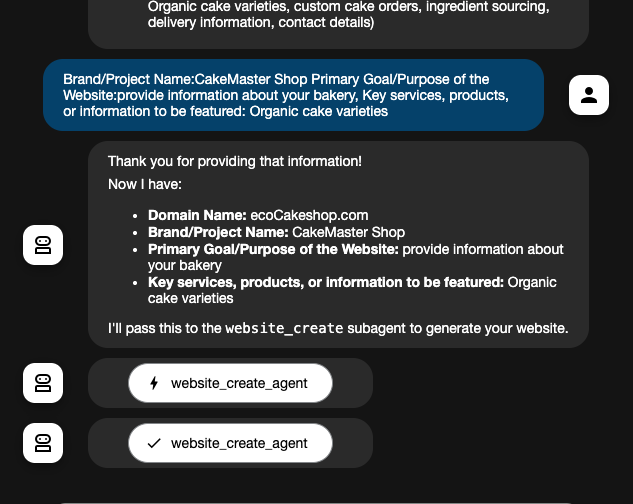 Organic cake varieties, custom cake orders, ingredient sourcing,
delivery information, contact details)
Brand/Project Name:CakeMaster Shop Primary Goal/Purpose of the
Website:provide information about your bakery, Key services, products,
or information to be featured: Organic cake varieties
Thank you for providing that information!
Now I have:
• Domain Name: ecoCakeshop.com
• Brand/Project Name: CakeMaster Shop
• Primary Goal/Purpose of the Website: provide information about
your bakery
• Key services, products, or information to be featured: Organic
cake varieties
I'll pass this to the website_create subagent to generate your website.
website_create_agent
website_create_agent